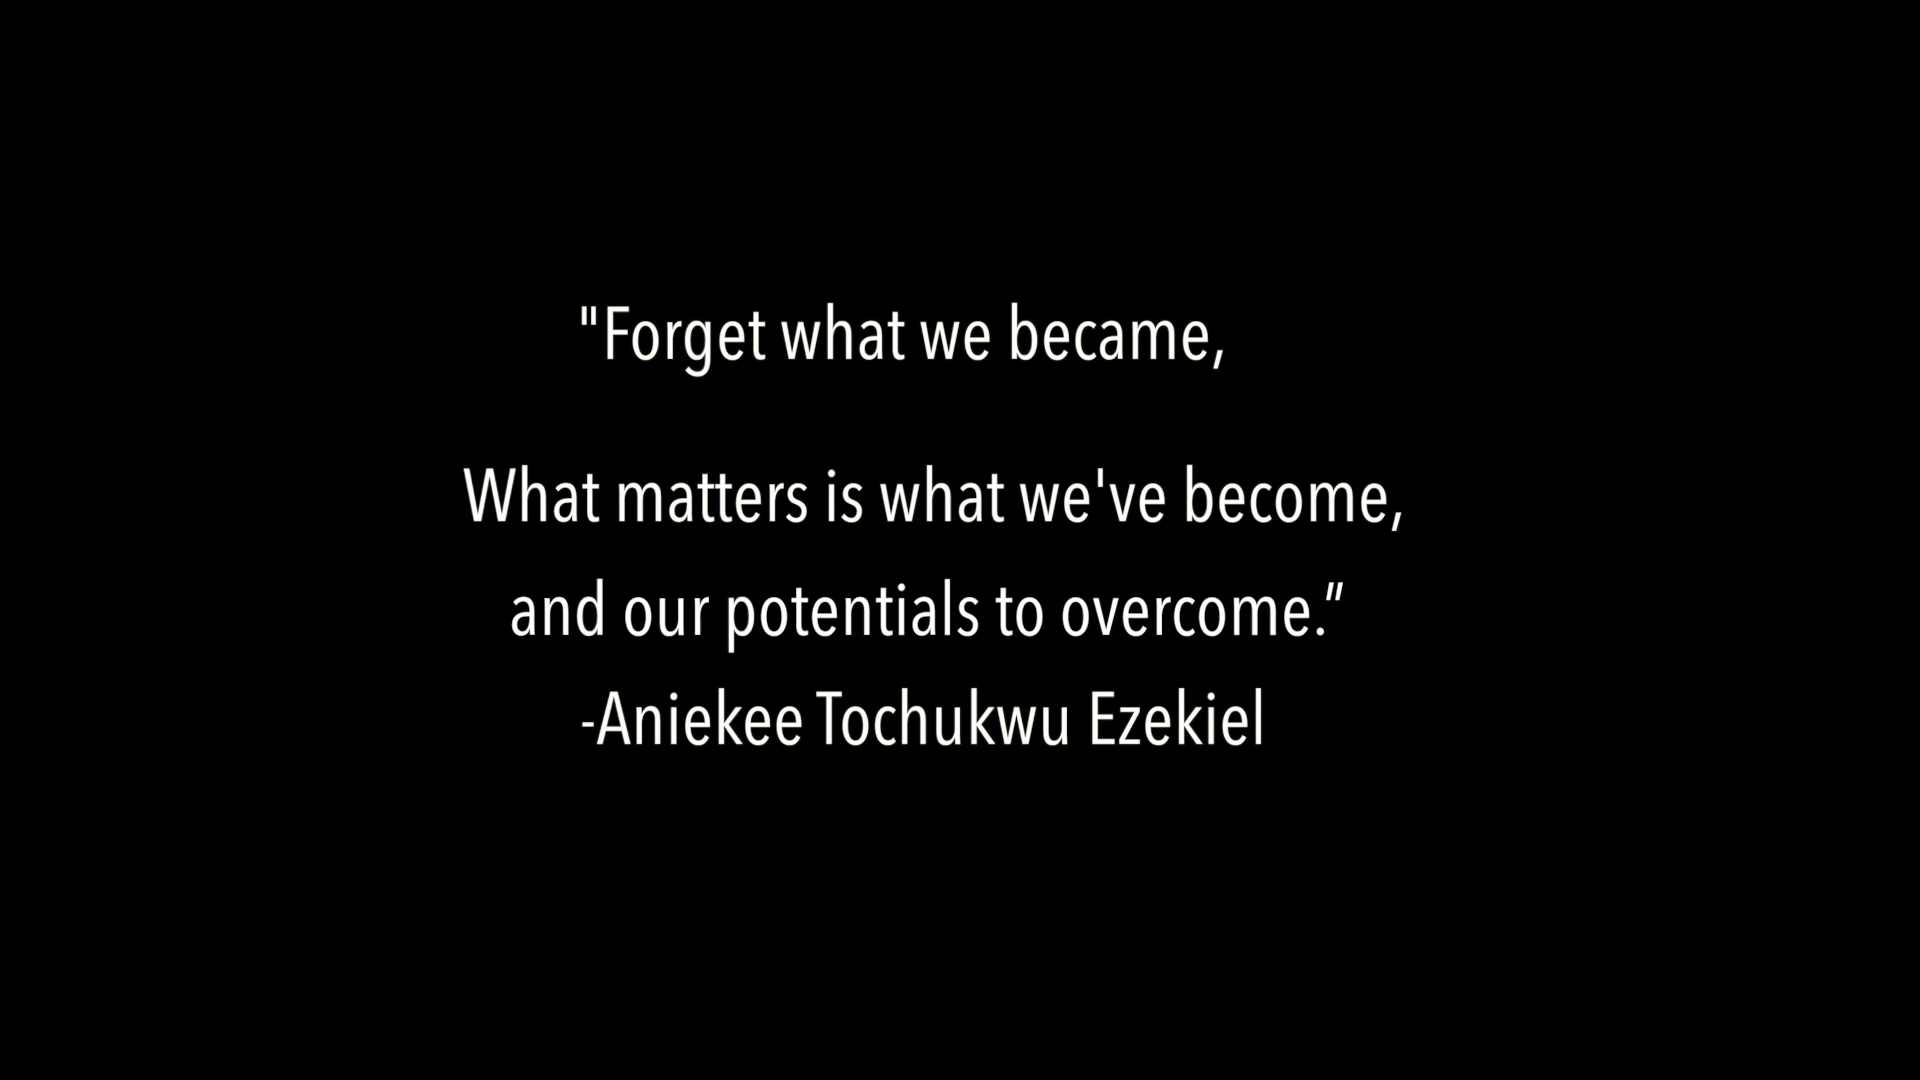 "Forget what we became,
What matters is what we've become,
and our potentials to overcome.”
-Aniekee Tochukwu Ezekiel